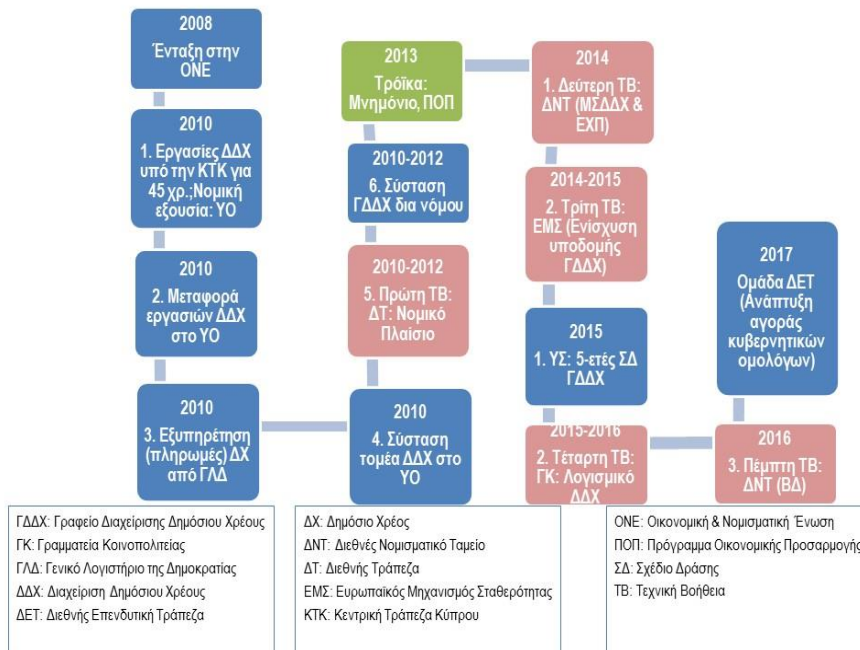 2008
Ένταξη στην
ΟΝΕ
2010
1. Εργασίες ΔΔΧ
υπό την ΚΤΚ για
45 χρ.;Νομική
εξουσία: ΥΟ
2010
2. Μεταφορά
εργασιών ΔΔΧ
στο ΥΟ
2010
3. Εξυπηρέτηση
(πληρωμές) ΔΧ
από ΓΛΔ
2010
4. Σύσταση
τομέα ΔΔΧ στο
ΥΟ
2010-2012
5. Πρώτη ΤΒ:
ΔΤ: Νομικό
Πλαίσιο
2010-2012
6. Σύσταση
ΓΔΔΧ δια νόμου
2013
Τρόϊκα:
Μνημόνιο, ΠΟΠ
2014
1. Δεύτερη ΤΒ:
ΔΝΤ (ΜΣΔΔΧ &
ΕΧΠ)
2014-2015
2. Τρίτη ΤΒ:
ΕΜΣ (Ενίσχυση
υποδομής
ΓΔΔΧ)
2015
1. ΥΣ: 5-ετές ΣΔ
ΓΔΔΧ
2015-2016
2. Τέταρτη ΤΒ:
ΓΚ: Λογισμικό
ΔΔΧ
2016
3. Πέμπτη ΤΒ:
ΔΝΤ (ΒΔ)
2017
Ομάδα ΔΕΤ
(Ανάπτυξη
αγοράς
κυβερνητικών
ομολόγων)
ΓΔΔΧ: Γραφείο Διαχείρισης Δημόσιου Χρέους
ΓΚ: Γραμματεία Κοινοπολιτείας
ΓΛΔ: Γενικό Λογιστήριο της Δημοκρατίας
ΔΔΧ: Διαχείριση Δημόσιου Χρέους
ΔΕΤ: Διεθνής Επενδυτική Τράπεζα
ΔΧ: Δημόσιο Χρέος
ΔΝΤ: Διεθνές Νομισματικό Ταμείο
ΔΤ: Διεθνής Τράπεζα
ΕΜΣ: Ευρωπαϊκός Μηχανισμός Σταθερότητας
ΚΤΚ: Κεντρική Τράπεζα Κύπρου
ΟΝΕ: Οικονομική & Νομισματική Ένωση
ΠΟΠ: Πρόγραμμα Οικονομικής Προσαρμογής
ΣΔ: Σχέδιο Δράσης
ΤΒ: Τεχνική Βοήθεια